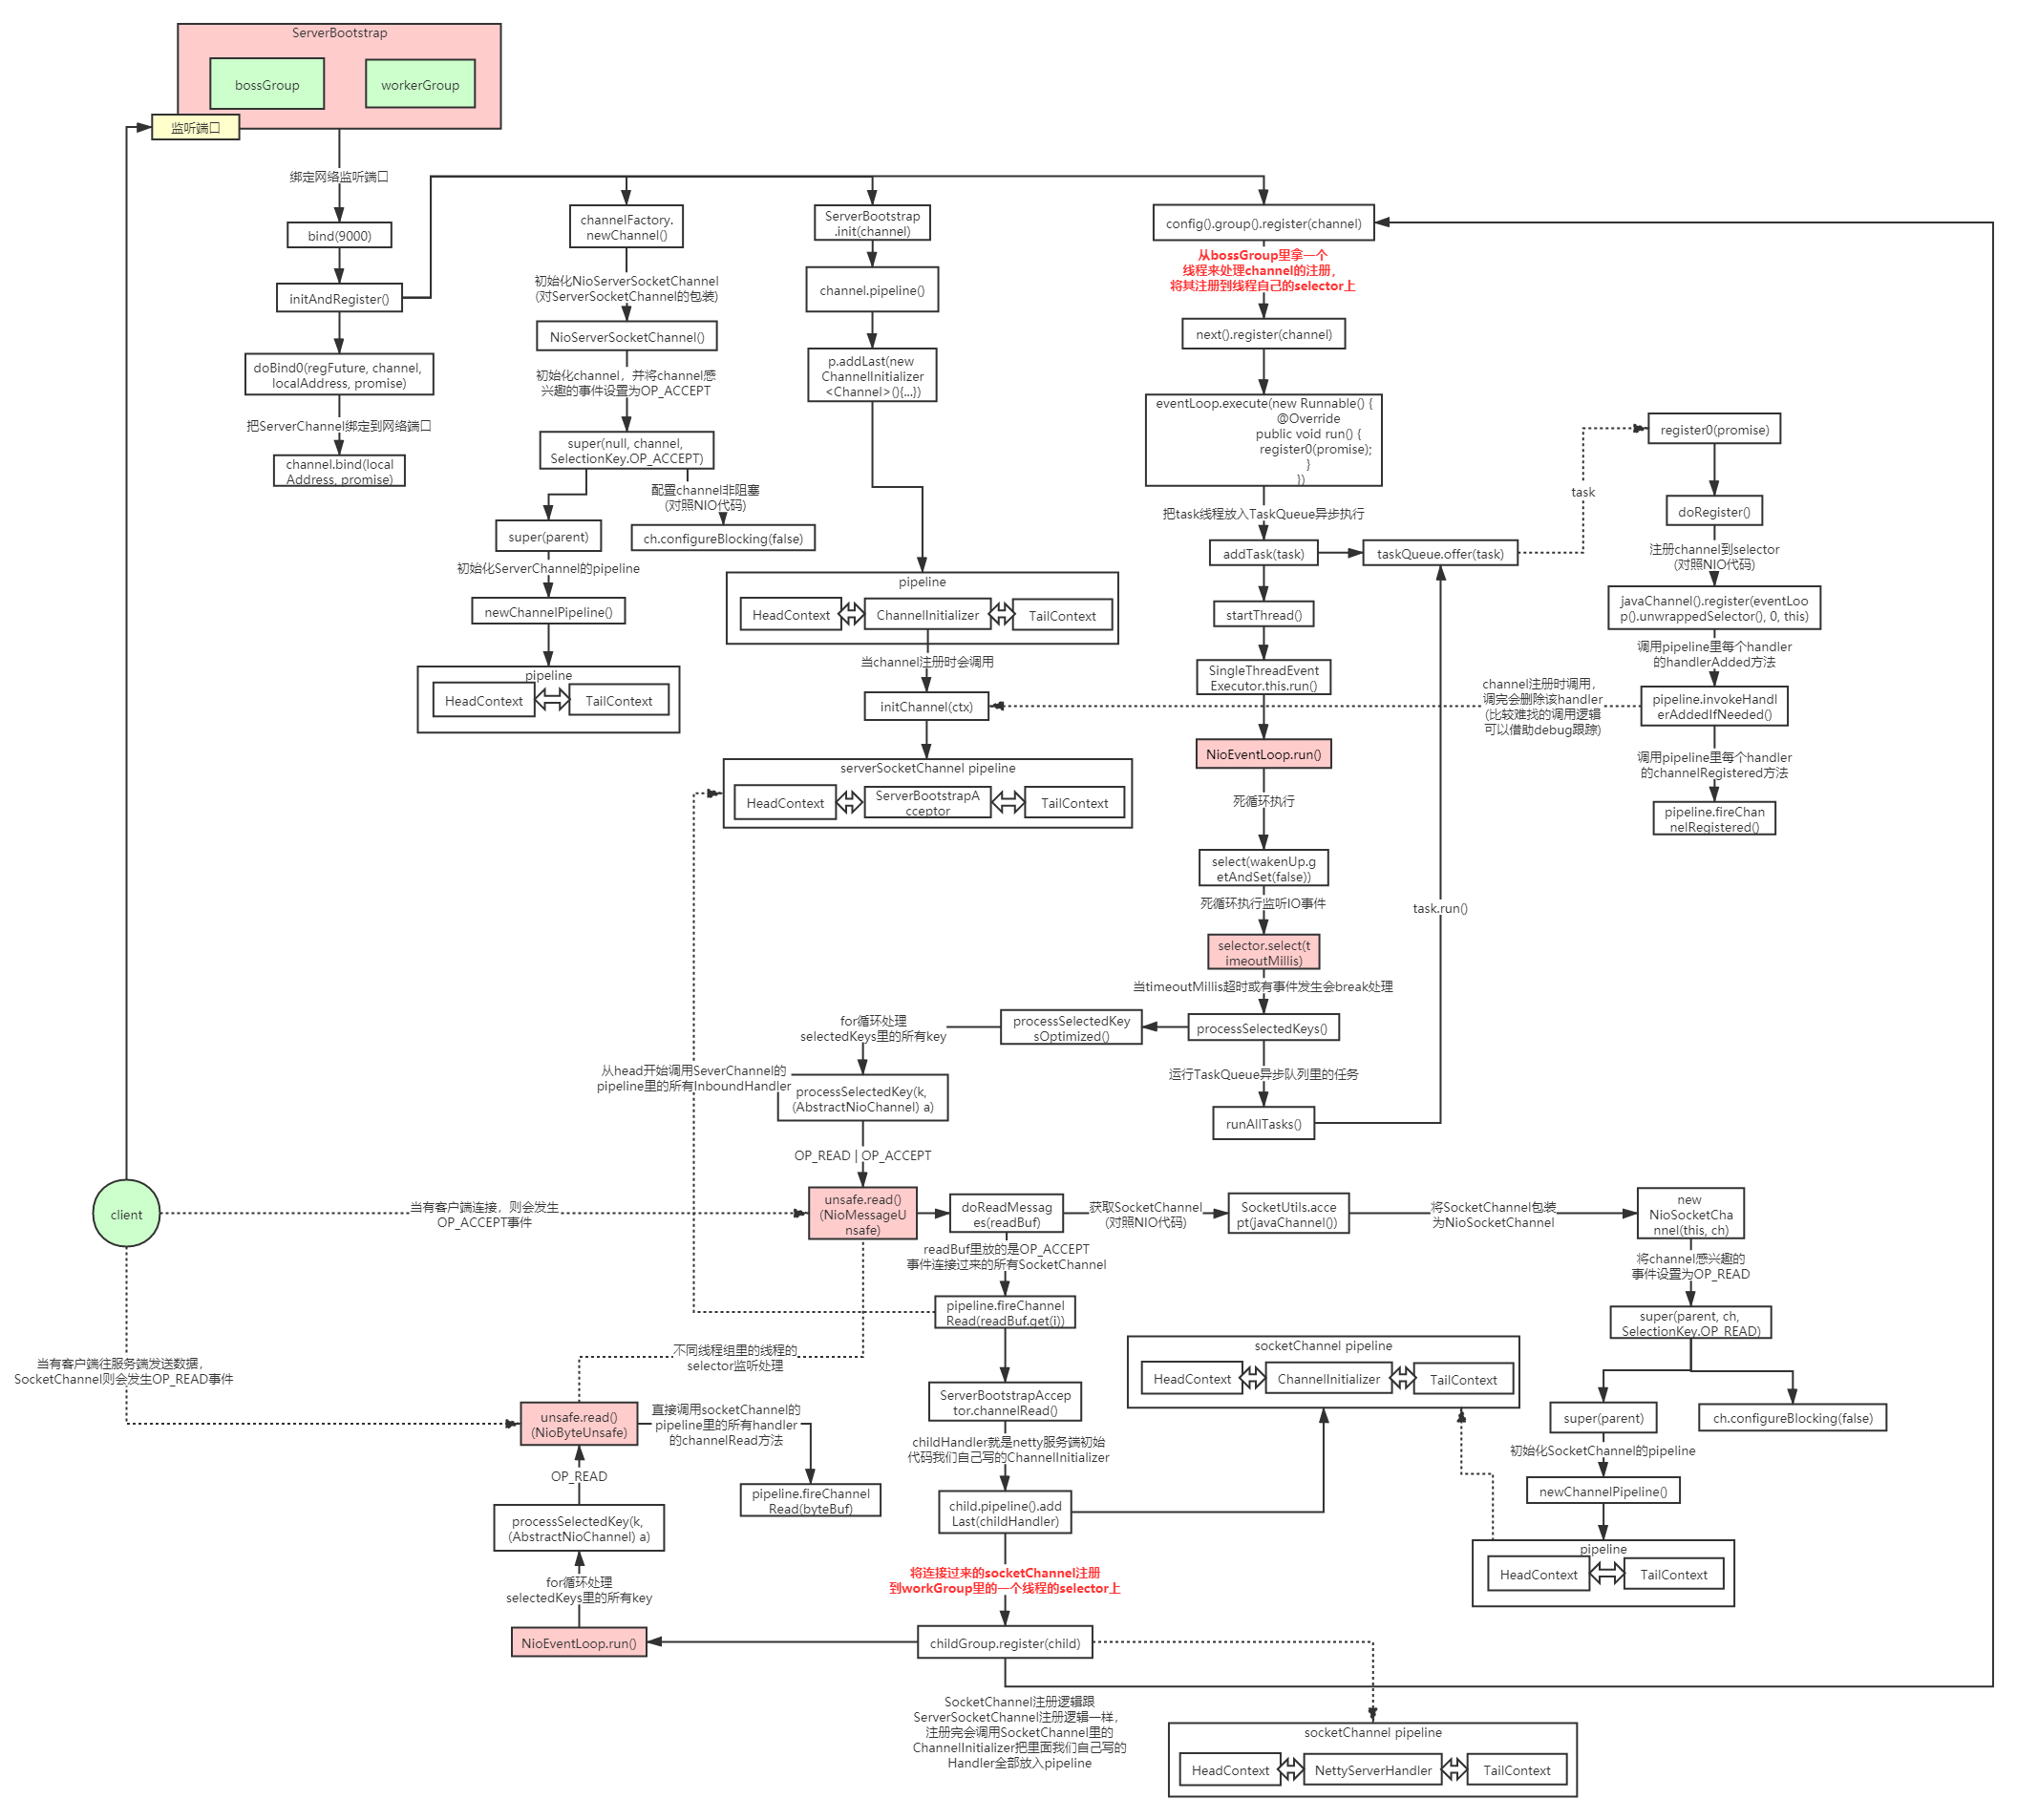 ServerBootstrap
bossGroup
workerGroup
监听端口
绑定网络监听端口
bind(9000)
initAndRegister()
doBind0(regFuture, channel,
localAddress, promise)
把ServerChannel绑定到网络端口
channel.bind(local
Address, promise)
channelFactory.
newChannel()
初始化NioServerSocketChannel
(对ServerSocketChannel的包装)
NioServerSocketChannel()
初始化channel，并将channel感
兴趣的事件设置为OP_ACCEPT
super(null, channel,
SelectionKey.OP_ACCEPT)
配置channel非阻塞
(对照NIO代码)
ch.configureBlocking(false)
super(parent)
初始化ServerChannel的pipeline
newChannelPipeline()
pipeline
HeadContext
TailContext
ServerBootstrap
.init(channel)
channel.pipeline()
p.addLast(new
ChannelInitializer
<Channel>(){...})
pipeline
HeadContext
ChannelInitializer
TailContext
当channel注册时会调用
initChannel(ctx)
serverSocketChannel pipeline
HeadContext
ServerBootstrapA
cceptor
TailContext
config().group().register(channel)
从bossGroup里拿一个
线程来处理channel的注册，
将其注册到线程自己的selector上
next().register(channel)
eventLoop.execute(new Runnable() {
@Override
public void run() {
register0(promise);
}
})
把task线程放入TaskQueue异步执行
addTask(task)
taskQueue.offer(task)
startThread()
SingleThreadEvent
Executor.this.run()
NioEventLoop.run()
死循环执行
select(wakenUp.g
etAndSet(false))
死循环执行监听IO事件
selector.select(t
imeoutMillis)
当timeoutMillis超时或有事件发生会break处理
processSelectedKeys()
运行TaskQueue异步队列里的任务
runAllTasks()
task.run()
task
register0(promise)
doRegister()
注册channel到selector
(对照NIO代码)
javaChannel().register(eventLoo
p().unwrappedSelector(), 0, this)
调用pipeline里每个handler
的handlerAdded方法
pipeline.invokeHandl
erAddedIfNeeded()
channel注册时调用，
调完会删除该handler
(比较难找的调用逻辑
可以借助debug跟踪)
调用pipeline里每个handler
的channelRegistered方法
pipeline.fireChan
nelRegistered()
processSelectedKey
sOptimized()
for循环处理
selectedKeys里的所有key
从head开始调用SeverChannel的
pipeline里的所有InboundHandler
processSelectedKey(k,
(AbstractNioChannel) a)
OP_READ | OP_ACCEPT
client
当有客户端连接，则会发生
OP_ACCEPT事件
unsafe.read()
(NioMessageU
nsafe)
doReadMessag
es(readBuf)
获取SocketChannel
(对照NIO代码)
SocketUtils.acce
pt(javaChannel())
将SocketChannel包装
为NioSocketChannel
new
NioSocketCha
nnel(this, ch)
将channel感兴趣的
事件设置为OP_READ
super(parent, ch,
SelectionKey.OP_READ)
super(parent)
ch.configureBlocking(false)
初始化SocketChannel的pipeline
newChannelPipeline()
pipeline
HeadContext
TailContext
readBuf里放的是OP_ACCEPT
事件连接过来的所有SocketChannel
pipeline.fireChannel
Read(readBuf.get(i))
ServerBootstrapAccep
tor.channelRead()
childHandler就是netty服务端初始
代码我们自己写的ChannelInitializer
child.pipeline().add
Last(childHandler)
socketChannel pipeline
HeadContext
ChannelInitializer
TailContext
将连接过来的socketChannel注册
到workGroup里的一个线程的selector上
childGroup.register(child)
SocketChannel注册逻辑跟
ServerSocketChannel注册逻辑一样，
注册完会调用SocketChannel里的
ChannelInitializer把里面我们自己写的
Handler全部放入pipeline
socketChannel pipeline
HeadContext
NettyServerHandler
TailContext
不同线程组里的线程的
selector监听处理
当有客户端往服务端发送数据，
SocketChannel则会发生OP_READ事件
unsafe.read()
(NioByteUnsafe)
直接调用socketChannel的
pipeline里的所有handler
的channelRead方法
pipeline.fireChannel
Read(byteBuf)
OP_READ
processSelectedKey(k,
(AbstractNioChannel) a)
for循环处理
selectedKeys里的所有key
NioEventLoop.run()